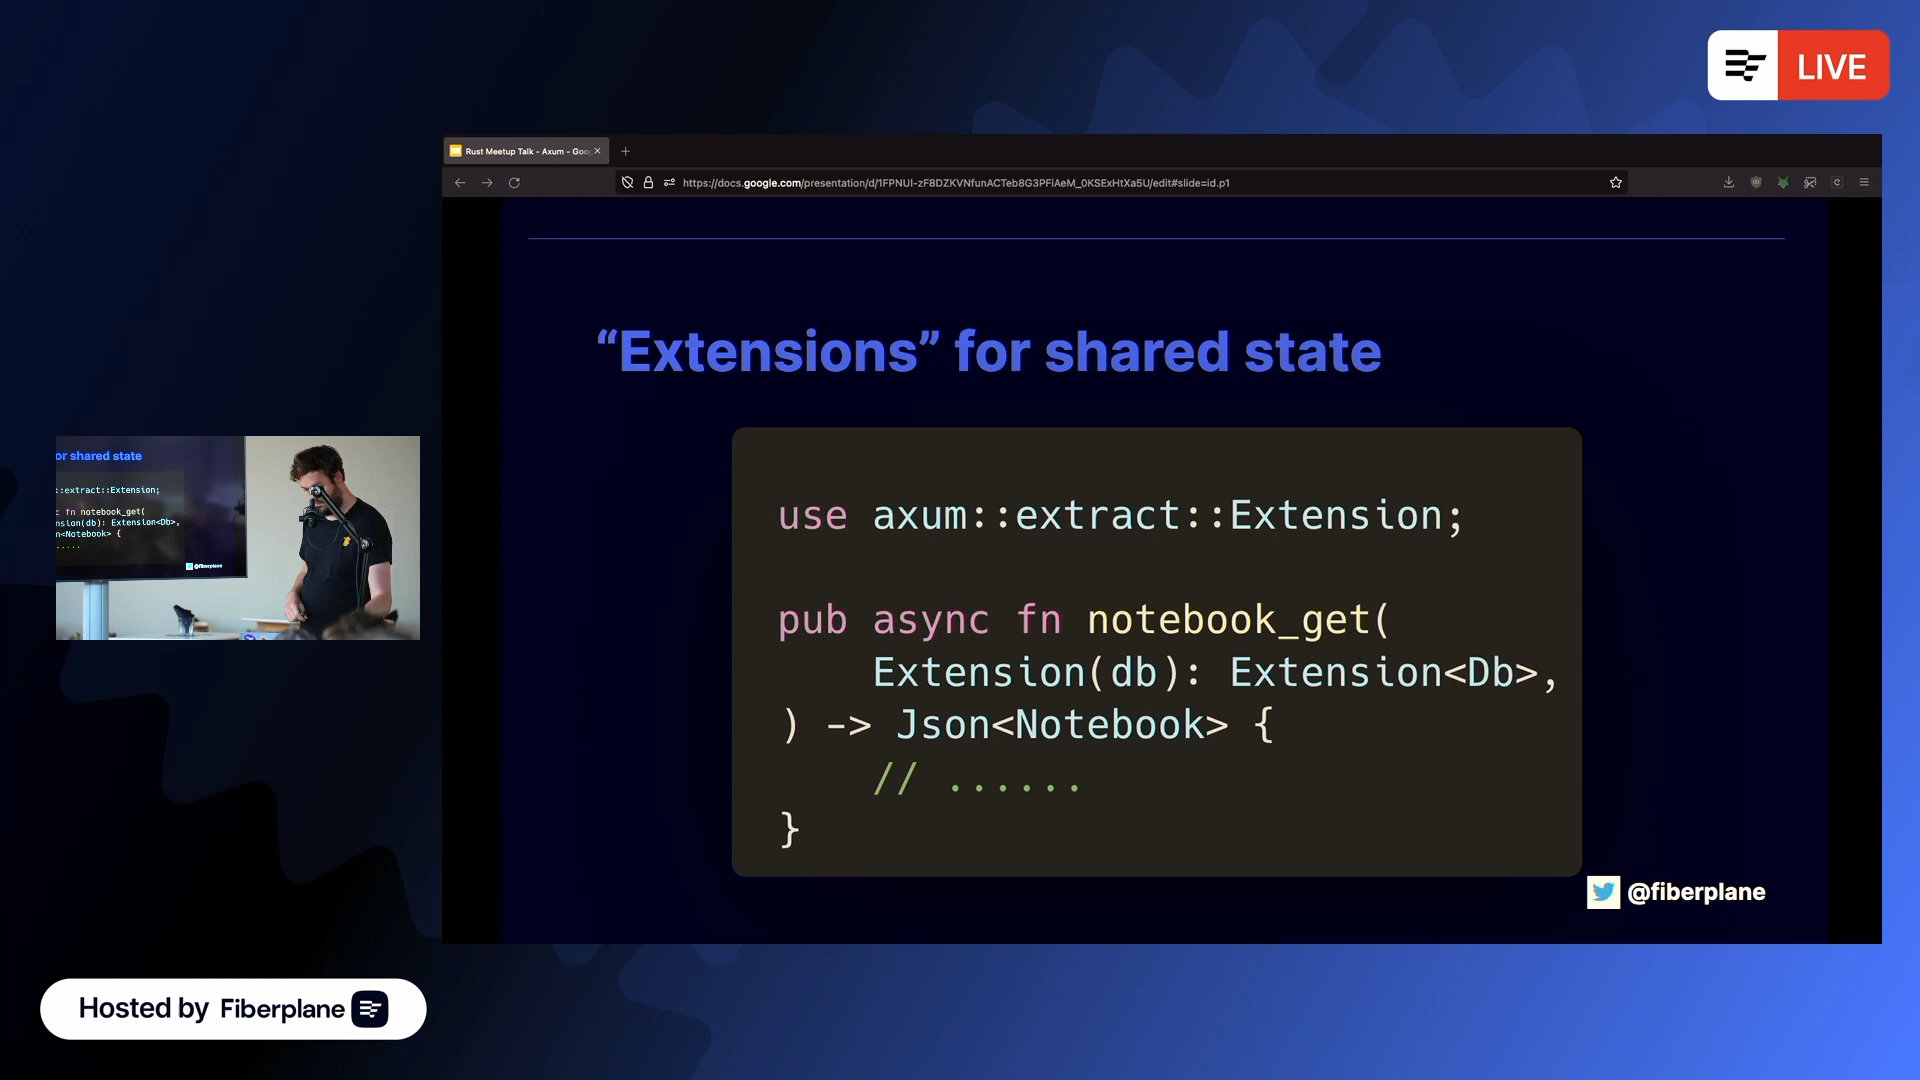 LIVE
Rust Meetup Talk - Axum - Goo
https://docs.google.com/presentation/d/1FPNUI-zF8DZKVNfunACTeb8G3PFiAeM_0KSExHtXa5U/edit#slide=id.p1
“Extensions” for shared state
use axum::extract::Extension;
pub async fn notebook_get(
Extension(db): Extension<Db>,
) -> Json<Notebook> {
// ......
}
@fiberplane
or shared state
::extract::Extension;
c fn notebook_get(
nsion(db): Extension<Db>,
n<Notebook> {
.....
@fiberplane
Hosted by Fiberplane